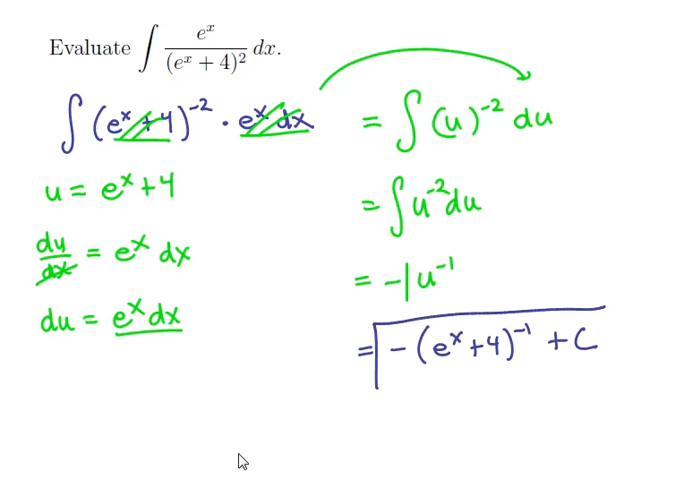 Evaluate ∫ e^x / (e^x + 4)^2 dx.
∫ (e^x + 4)^-2 · e^x dx
u = e^x + 4
du/dx = e^x dx
du = e^x dx
= ∫ (u)^-2 du
= ∫ u^-2 du
= -1 u^-1
= - (e^x + 4)^-1 + C